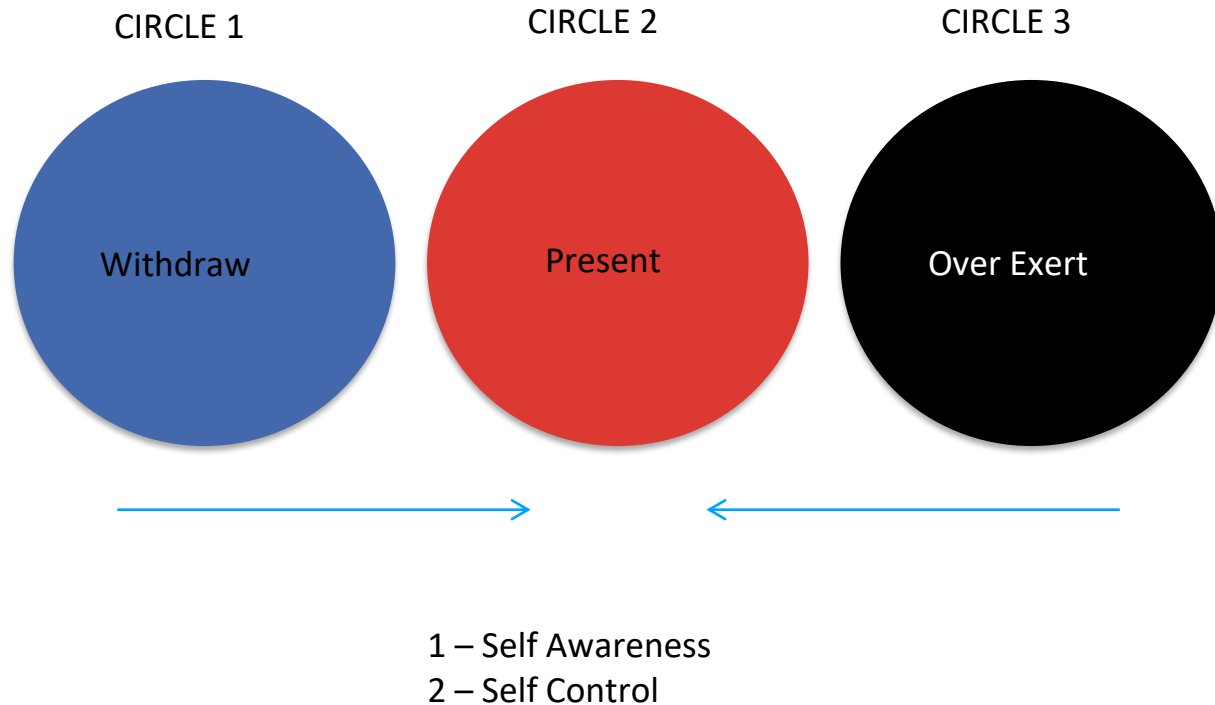 CIRCLE 1
CIRCLE 2
CIRCLE 3
Withdraw
Present
Over Exert
1 – Self Awareness
2 – Self Control